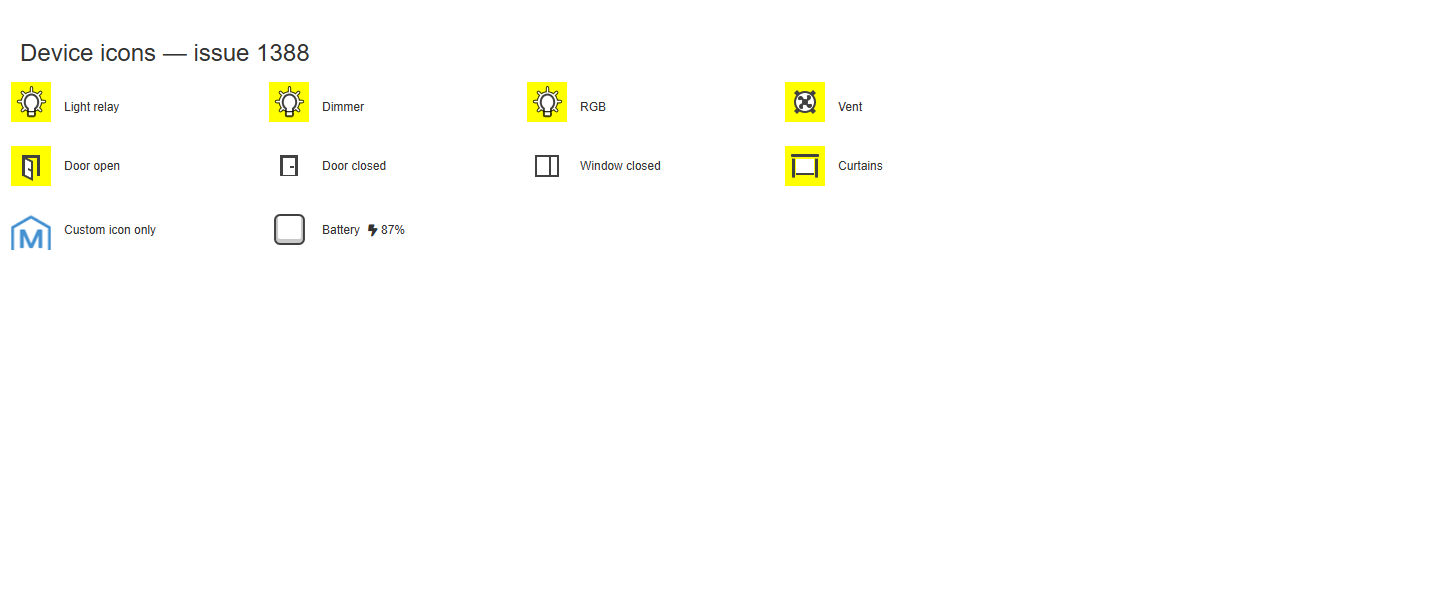 Device icons — issue 1388
Light relay
Dimmer
RGB
Vent
Door open
Door closed
Window closed
Curtains
M
Custom icon only
Battery 87%